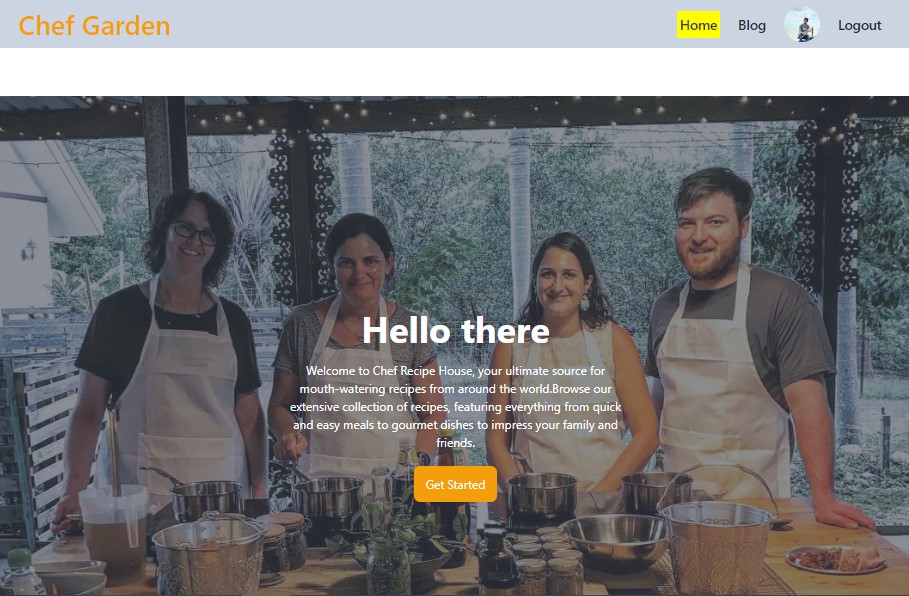 Chef Garden
Home
Blog
Logout
Hello there
Welcome to Chef Recipe House, your ultimate source for
mouth-watering recipes from around the world.Browse our
extensive collection of recipes, featuring everything from quick
and easy meals to gourmet dishes to impress your family and
friends.
Get Started